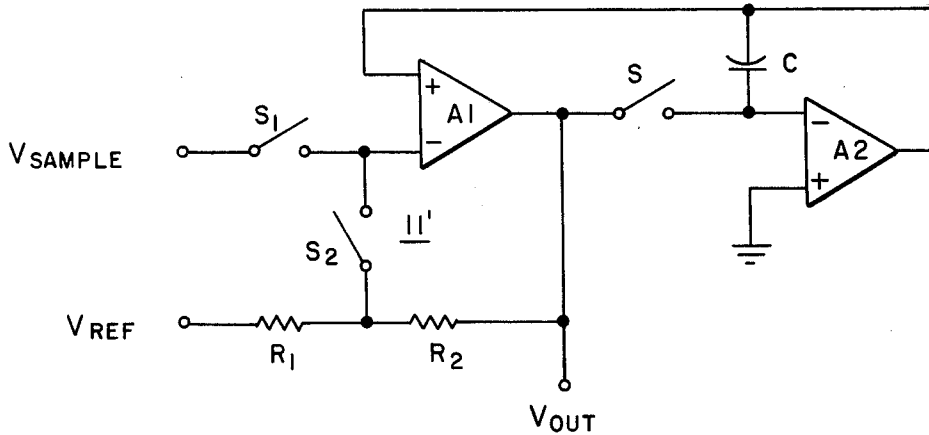 S
C
+
A1
−
S1
VSAMPLE
−
A2
+
11'
S2
VREF
R1
R2
VOUT